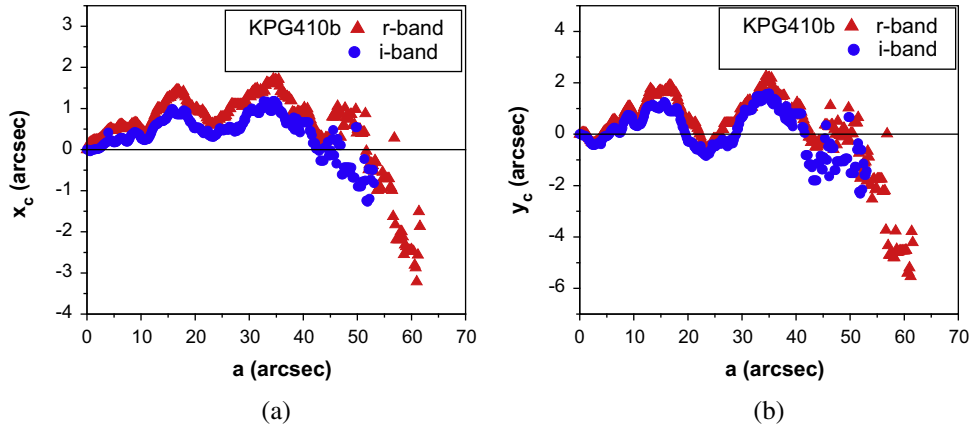 KPG410b
r-band
i-band
3
2
1
0
-1
-2
-3
-4
x_c (arcsec)
0 10 20 30 40 50 60 70
a (arcsec)
(a)
KPG410b
r-band
i-band
4
2
0
-2
-4
-6
y_c (arcsec)
0 10 20 30 40 50 60 70
a (arcsec)
(b)